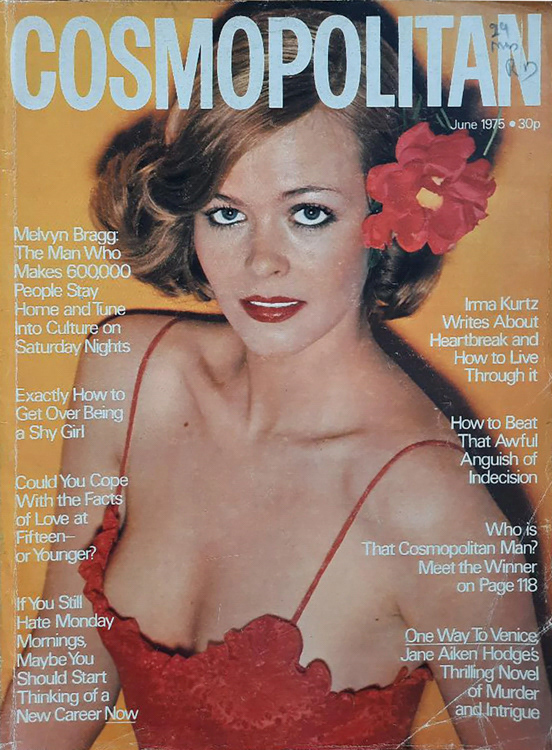 COSMOPOLITAN
24
June 1975 • 30p
Melvyn Bragg:
The Man Who
Makes 600,000
People Stay
Home and Tune
Into Culture on
Saturday Nights
Exactly How to
Get Over Being
a Shy Girl
Could You Cope
With the Facts
of Love at
Fifteen—
or Younger?
If You Still
Hate Monday
Mornings,
Maybe You
Should Start
Thinking of a
New Career Now
Irma Kurtz
Writes About
Heartbreak and
How to Live
Through it
How to Beat
That Awful
Anguish of
Indecision
Who is
That Cosmopolitan Man?
Meet the Winner
on Page 118
One Way To Venice,
Jane Aiken Hodge's
Thrilling Novel
of Murder
and Intrigue